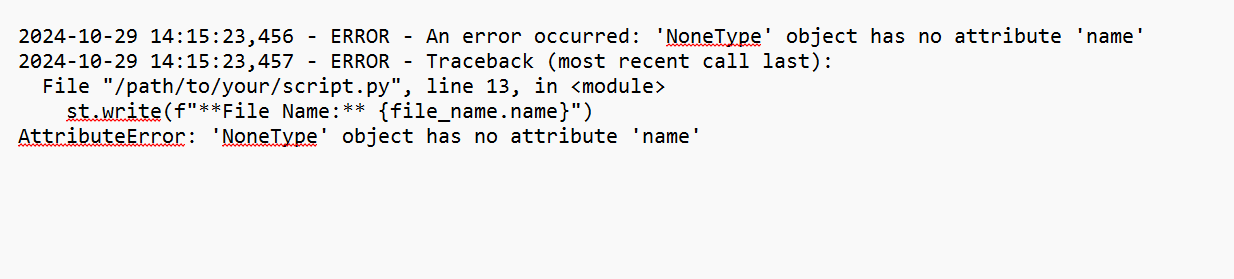 2024-10-29 14:15:23,456 - ERROR - An error occurred: 'NoneType' object has no attribute 'name'
2024-10-29 14:15:23,457 - ERROR - Traceback (most recent call last):
  File "/path/to/your/script.py", line 13, in <module>
    st.write(f"**File Name:** {file_name.name}")
AttributeError: 'NoneType' object has no attribute 'name'